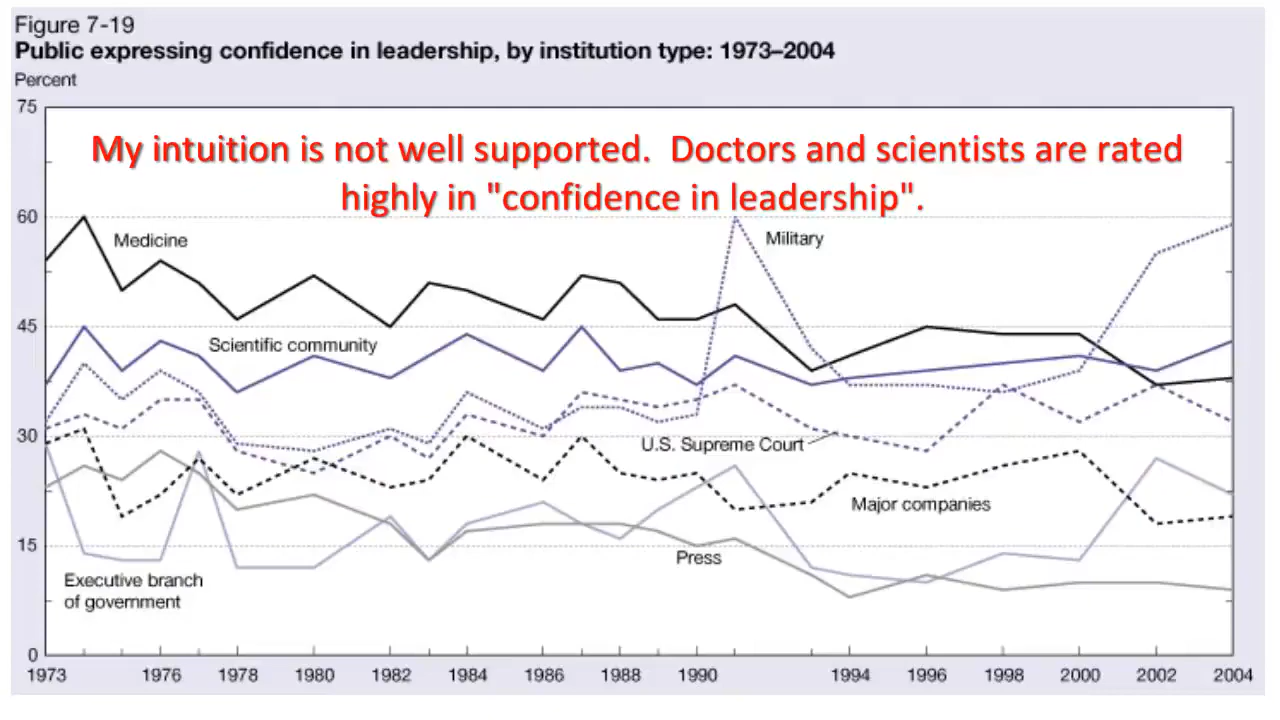 Figure 7-19
Public expressing confidence in leadership, by institution type: 1973–2004
Percent
75
My intuition is not well supported.  Doctors and scientists are rated
highly in "confidence in leadership".
60
Medicine
Military
45
Scientific community
30
U.S. Supreme Court
Major companies
15
Press
Executive branch
of government
0
1973 1976 1978 1980 1982 1984 1986 1988 1990 1994 1996 1998 2000 2002 2004